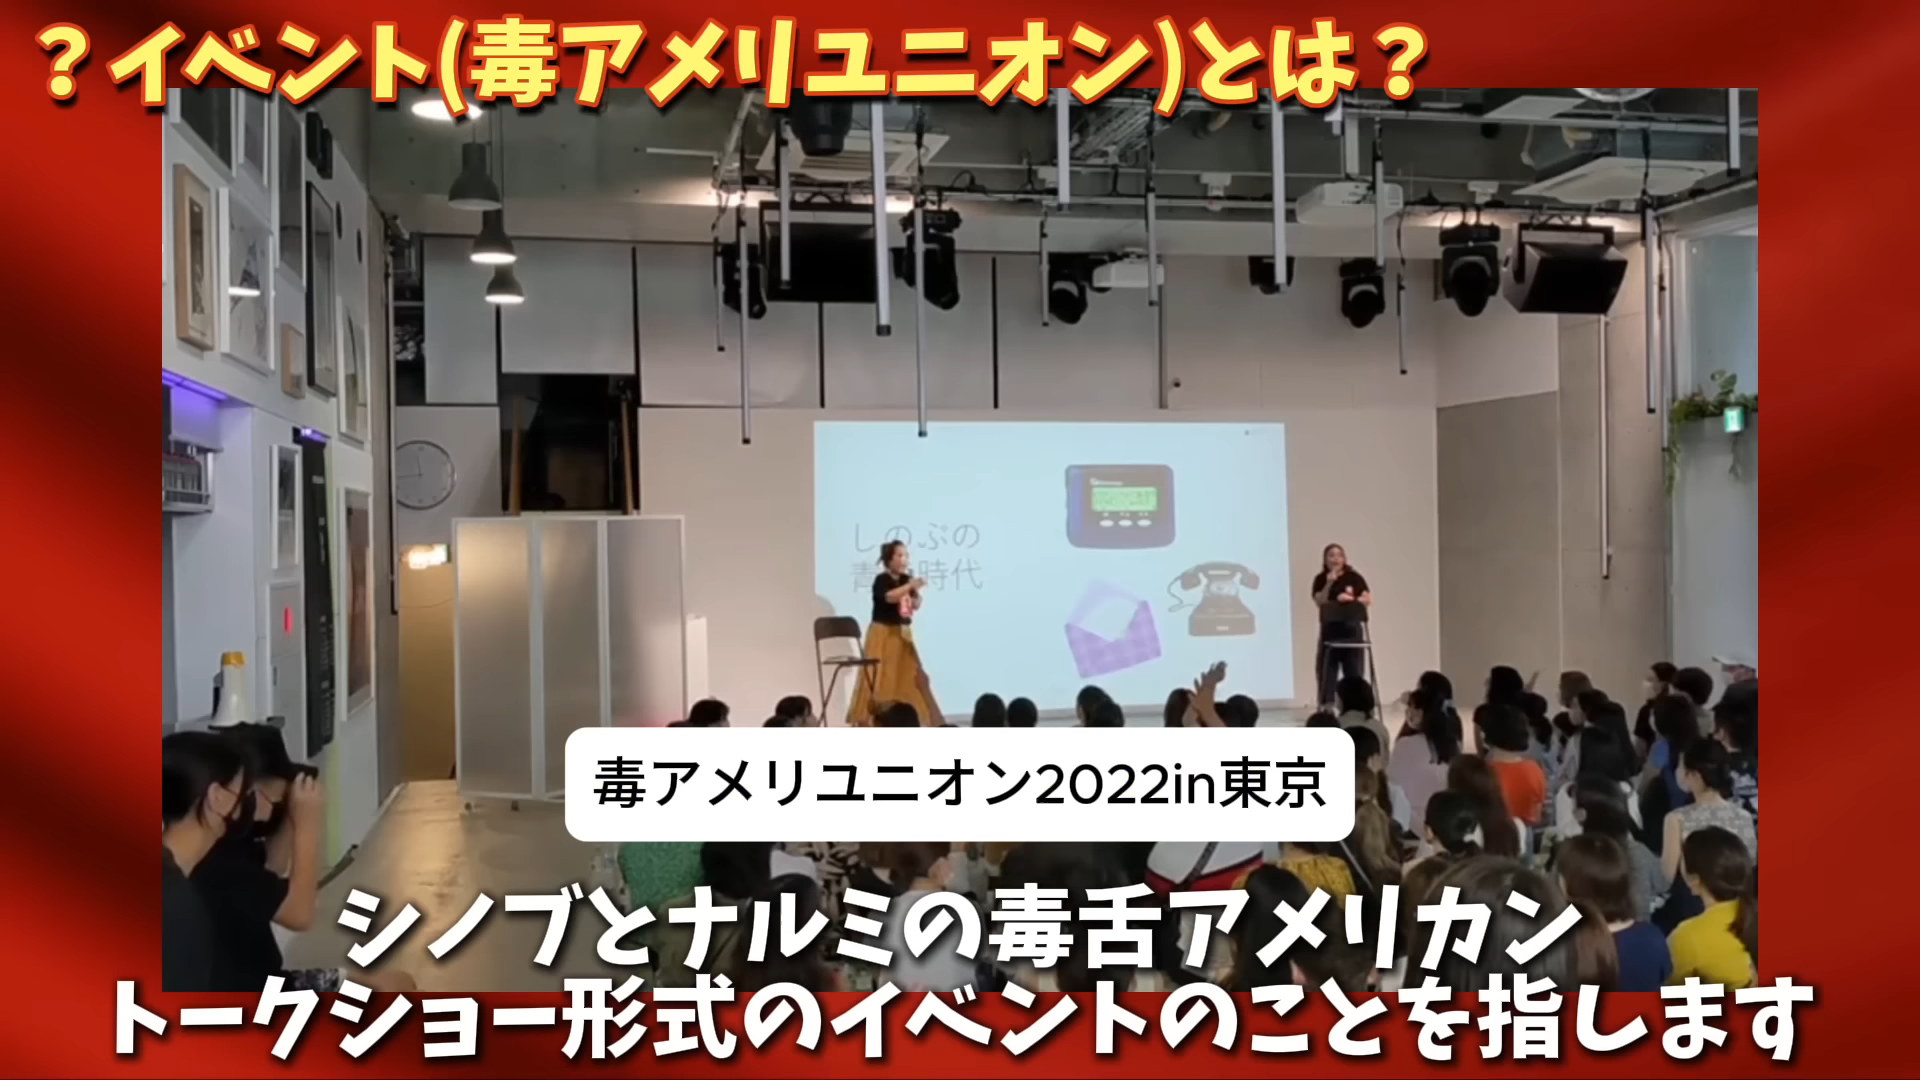 ？イベント(毒アメリユニオン)とは？
しのぶの
時代
毒アメリユニオン2022in東京
シノブとナルミの毒舌アメリカン
トークショー形式のイベントのことを指します